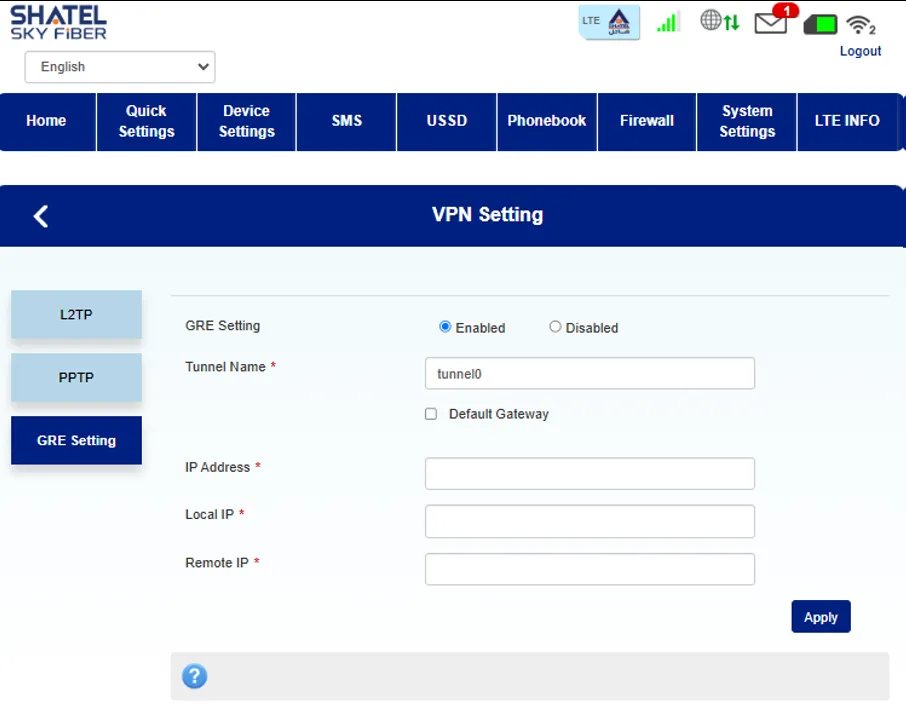 SHATEL
SKY FIBER
LTE
شاتل
1
2
Logout
English
Home
Quick Settings
Device Settings
SMS
USSD
Phonebook
Firewall
System Settings
LTE INFO
VPN Setting
L2TP
PPTP
GRE Setting
GRE Setting
Enabled
Disabled
Tunnel Name *
tunnel0
Default Gateway
IP Address *
Local IP *
Remote IP *
Apply
?